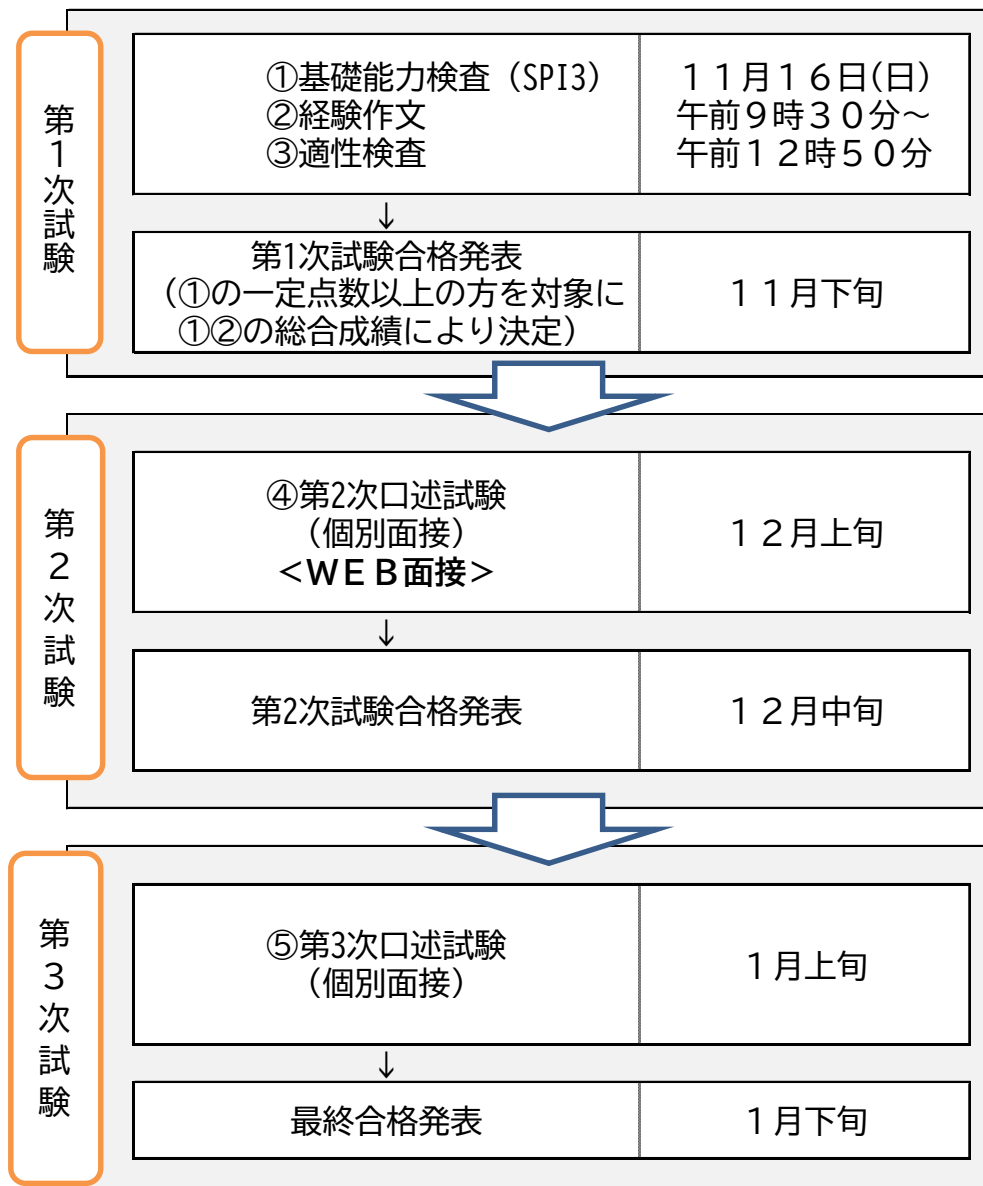 第1次試験
①基礎能力検査（SPI3）
②経験作文
③適性検査
１１月１６日(日)
午前９時３０分～
午前１２時５０分
↓
第1次試験合格発表
（①の一定点数以上の方を対象に
①②の総合成績により決定）
１１月下旬
第２次試験
④第2次口述試験
（個別面接）
<ＷＥＢ面接>
１２月上旬
↓
第2次試験合格発表
１２月中旬
第３次試験
⑤第3次口述試験
（個別面接）
１月上旬
↓
最終合格発表
１月下旬